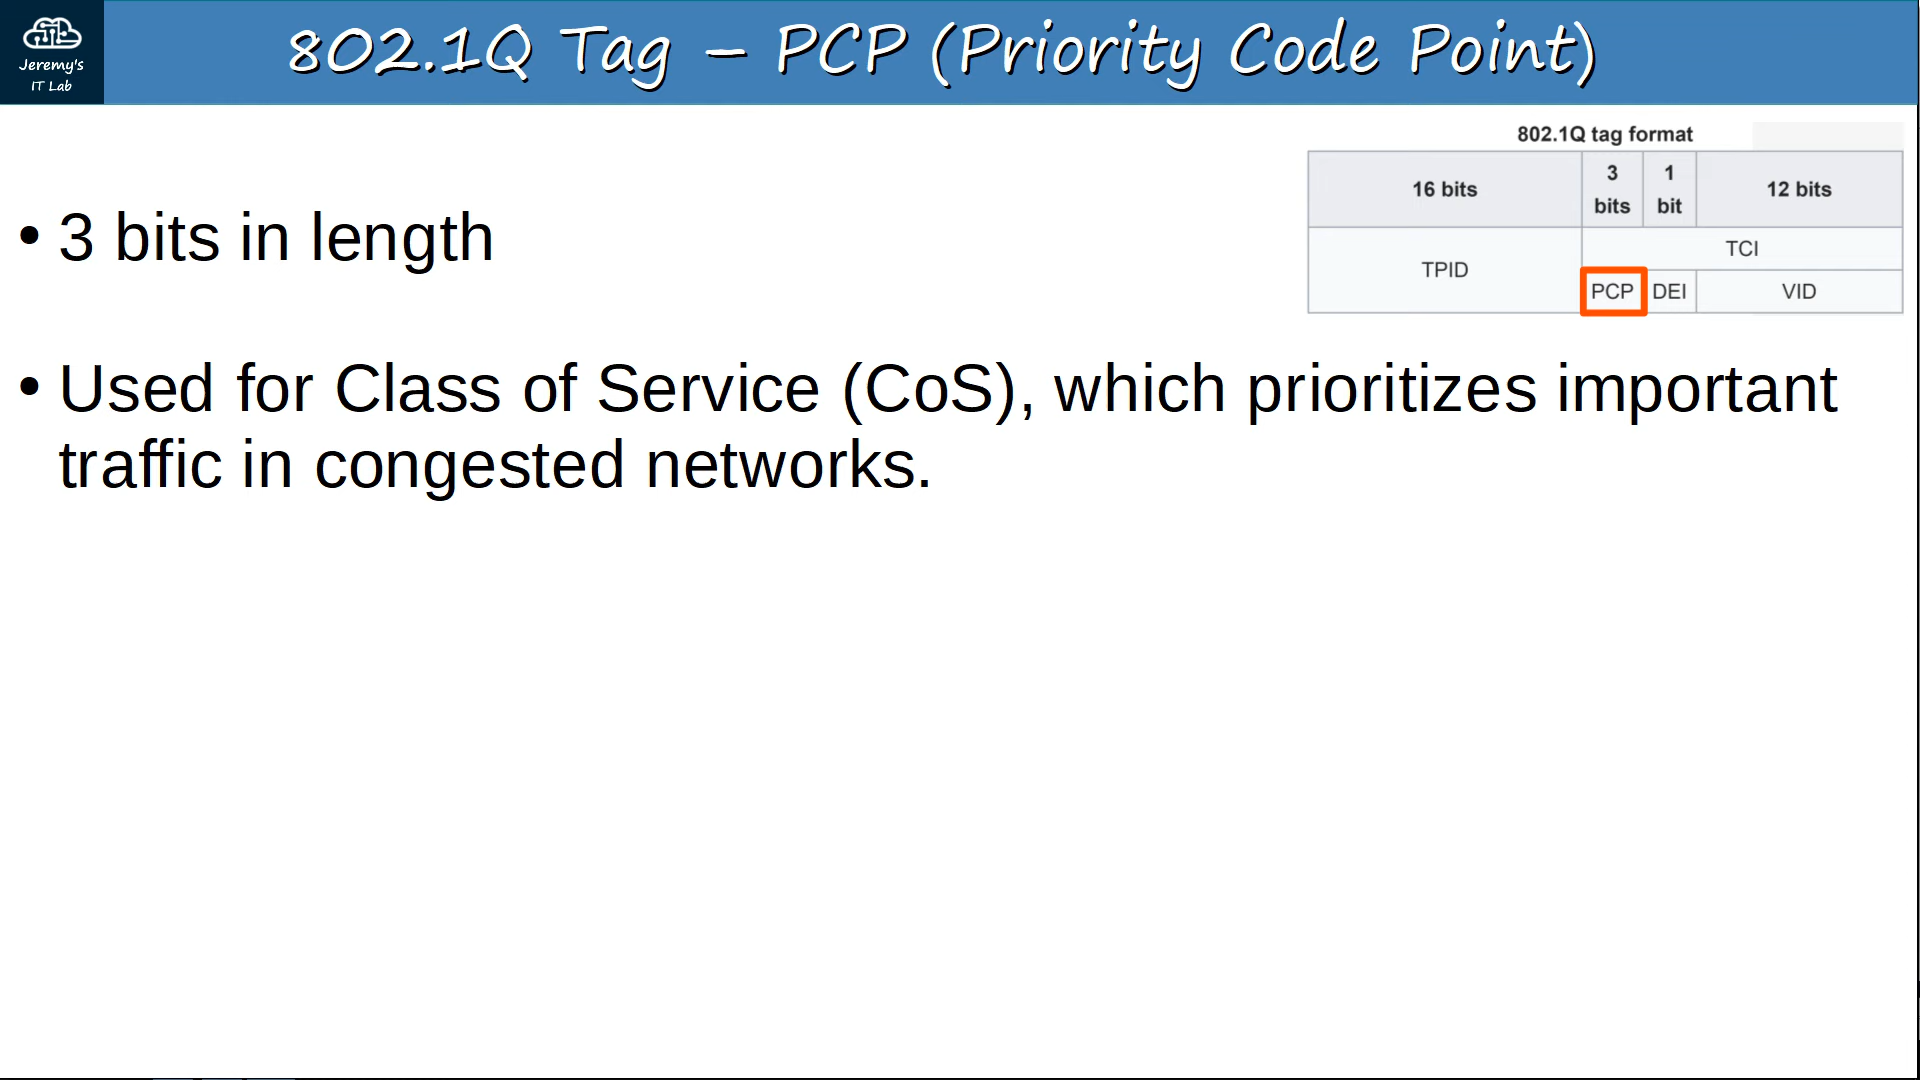 Jeremy's
IT Lab
802.1Q Tag – PCP (Priority Code Point)
802.1Q tag format
16 bits
3 bits
1 bit
12 bits
TPID
TCI
PCP
DEI
VID
• 3 bits in length
• Used for Class of Service (CoS), which prioritizes important
traffic in congested networks.